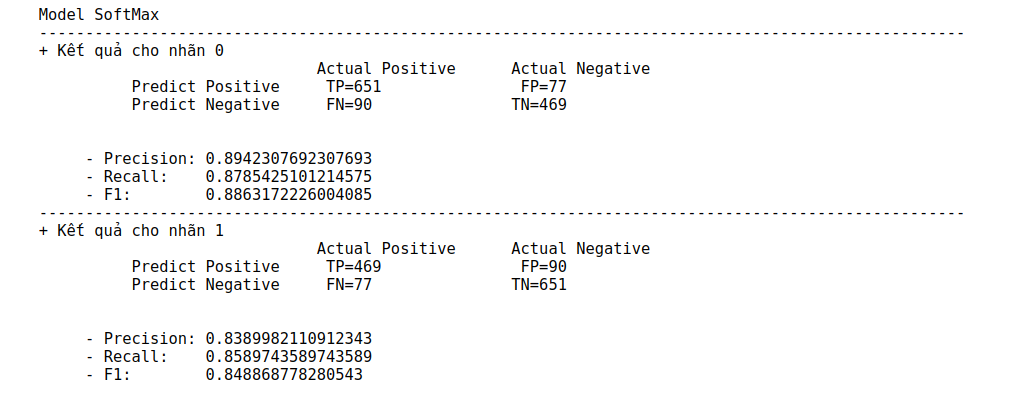 Model SoftMax
----------------------------------------------------------------------------------------------------
+ Kết quả cho nhãn 0
Actual Positive Actual Negative
Predict Positive TP=651 FP=77
Predict Negative FN=90 TN=469
- Precision: 0.8942307692307693
- Recall: 0.8785425101214575
- F1: 0.8863172226004085
----------------------------------------------------------------------------------------------------
+ Kết quả cho nhãn 1
Actual Positive Actual Negative
Predict Positive TP=469 FP=90
Predict Negative FN=77 TN=651
- Precision: 0.8389982110912343
- Recall: 0.8589743589743589
- F1: 0.848868778280543